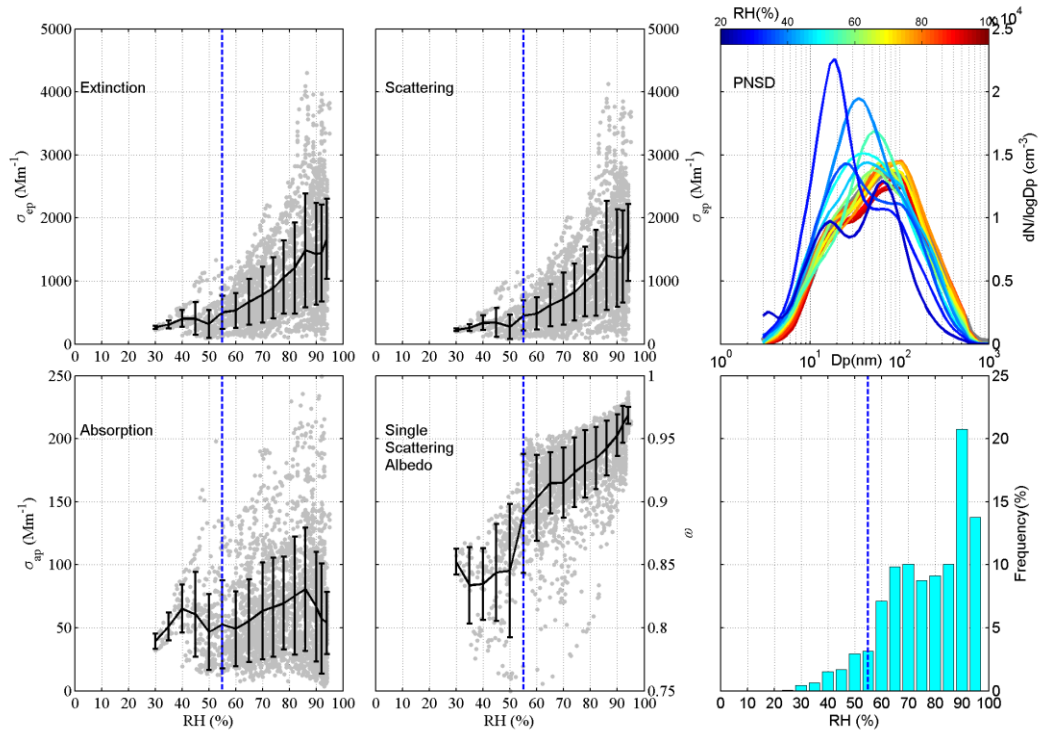 RH(%)
20 40 60 80 100
x 10^4
5000
4000
3000
2000
1000
0
σep (Mm^-1)
Extinction
0 10 20 30 40 50 60 70 80 90 100
Scattering
5000
4000
3000
2000
1000
0
σsp (Mm^-1)
0 10 20 30 40 50 60 70 80 90 100
PNSD
2.5
2
1.5
1
0.5
0
dN/logDp (cm^-3)
10^0 10^1 Dp(nm) 10^2 10^3
250
200
150
100
50
0
σap (Mm^-1)
Absorption
0 10 20 30 40 50 60 70 80 90 100
RH (%)
Single
Scattering
Albedo
1
0.95
0.9
0.85
0.8
0.75
ω
0 10 20 30 40 50 60 70 80 90 100
RH (%)
25
20
15
10
5
0
Frequency(%)
0 10 20 30 40 50 60 70 80 90 100
RH (%)